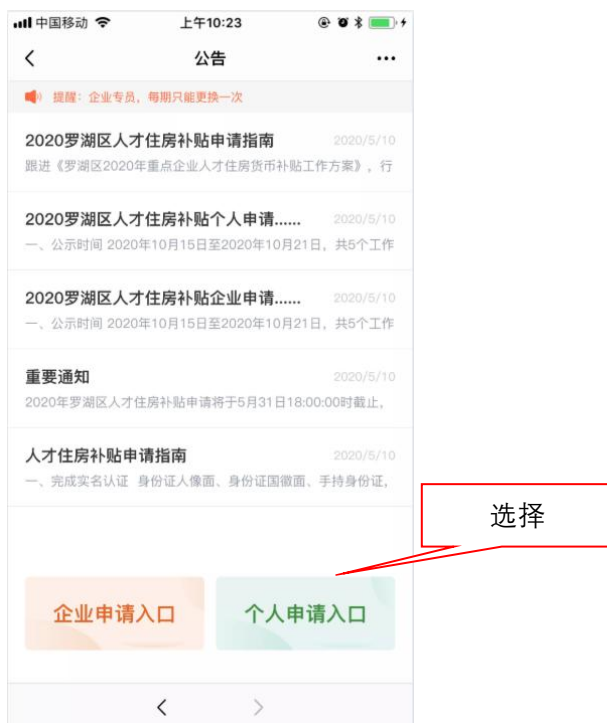 中国移动 上午10:23
公告
提醒：企业专员，每期只能更换一次
2020罗湖区人才住房补贴申请指南 2020/5/10
跟进《罗湖区2020年重点企业人才住房货币补贴工作方案》，行
2020罗湖区人才住房补贴个人申请...... 2020/5/10
一、公示时间 2020年10月15日至2020年10月21日，共5个工作
2020罗湖区人才住房补贴企业申请...... 2020/5/10
一、公示时间 2020年10月15日至2020年10月21日，共5个工作
重要通知 2020/5/10
2020年罗湖区人才住房补贴申请将于5月31日18:00:00时截止，
人才住房补贴申请指南 2020/5/10
一、完成实名认证 身份证人像面、身份证国徽面、手持身份证，
选择
企业申请入口 个人申请入口